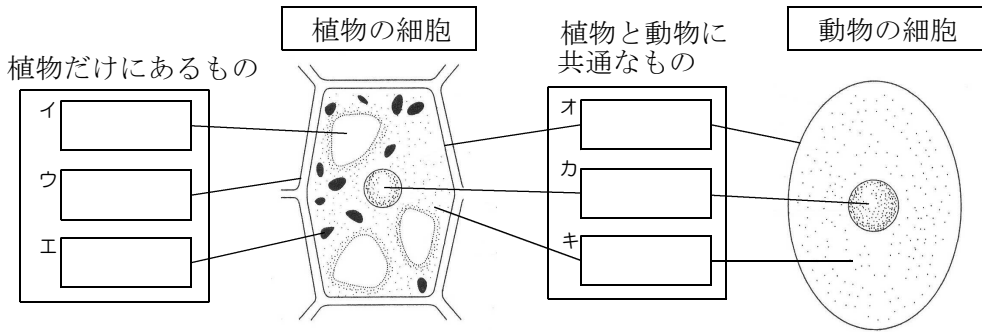 植物の細胞
植物と動物に
共通なもの
動物の細胞
植物だけにあるもの
イ
ウ
エ
オ
カ
キ